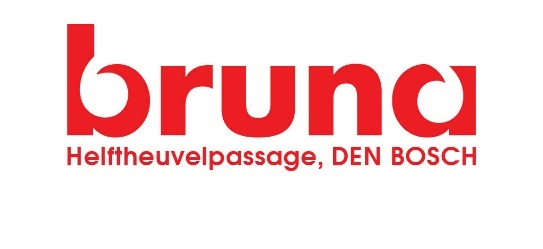 bruna
Helftheuvelpassage, DEN BOSCH